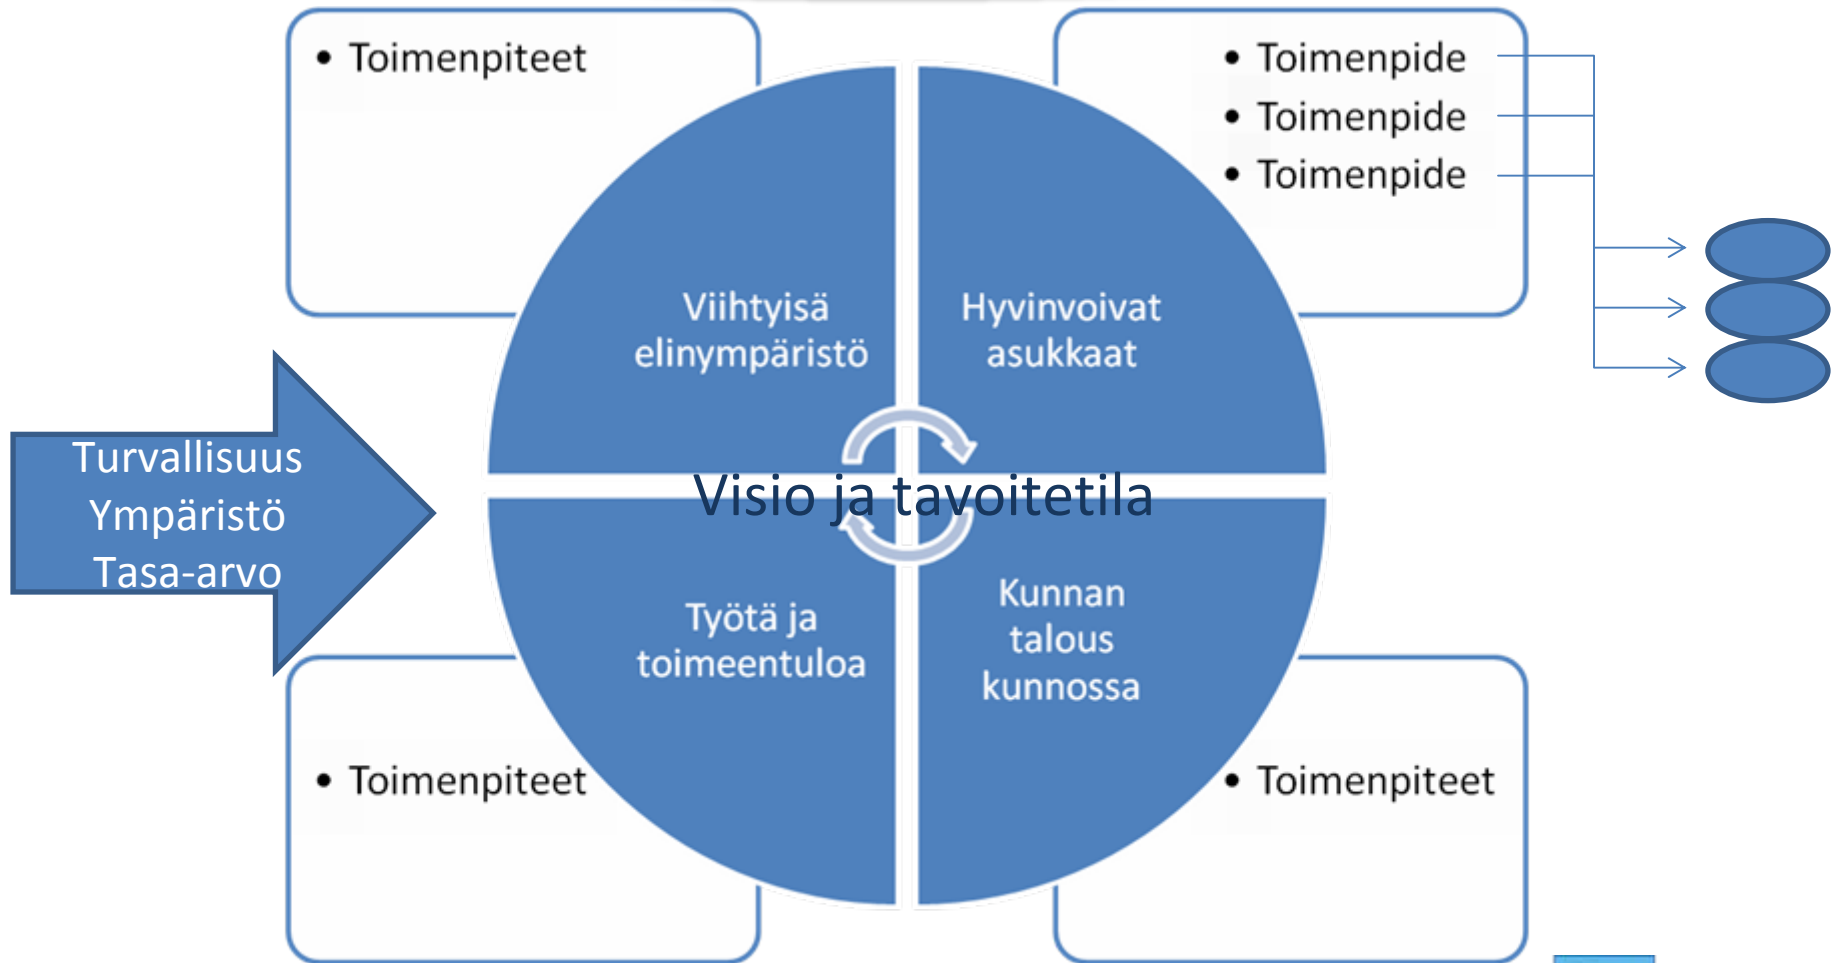 • Toimenpiteet
• Toimenpide
• Toimenpide
• Toimenpide
Viihtyisä
elinympäristö
Hyvinvoivat
asukkaat
Turvallisuus
Ympäristö
Tasa-arvo
Visio ja tavoitetila
Työtä ja
toimeentuloa
Kunnan
talous
kunnossa
• Toimenpiteet
• Toimenpiteet